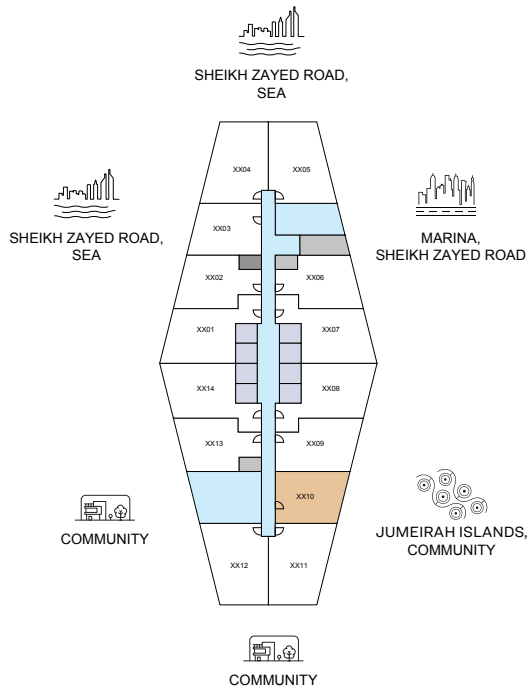 SHEIKH ZAYED ROAD,
SEA
SHEIKH ZAYED ROAD,
SEA
MARINA,
SHEIKH ZAYED ROAD
XX04
XX05
XX03
XX02
XX06
XX01
XX07
XX14
XX08
XX13
XX09
XX10
XX12
XX11
COMMUNITY
JUMEIRAH ISLANDS,
COMMUNITY
COMMUNITY